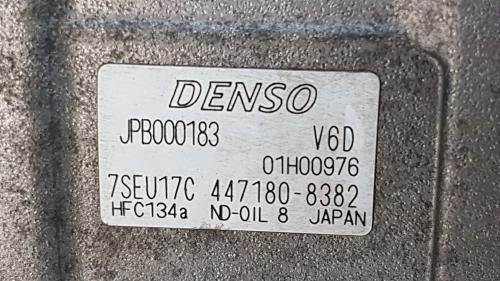 DENSO
JPB000183 V6D
01H00976
7SEU17C 447180-8382
HFC134a ND-OIL 8 JAPAN